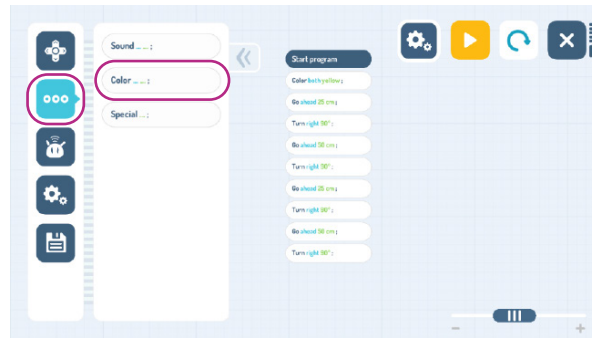 Sound _ _ ;
Color _ _ ;
Special _ ;
Start program
Color both yellow ;
Go ahead 25 cm ;
Turn right 90° ;
Go ahead 50 cm ;
Turn right 90° ;
Go ahead 25 cm ;
Turn right 90° ;
Go ahead 50 cm ;
Turn right 90° ;